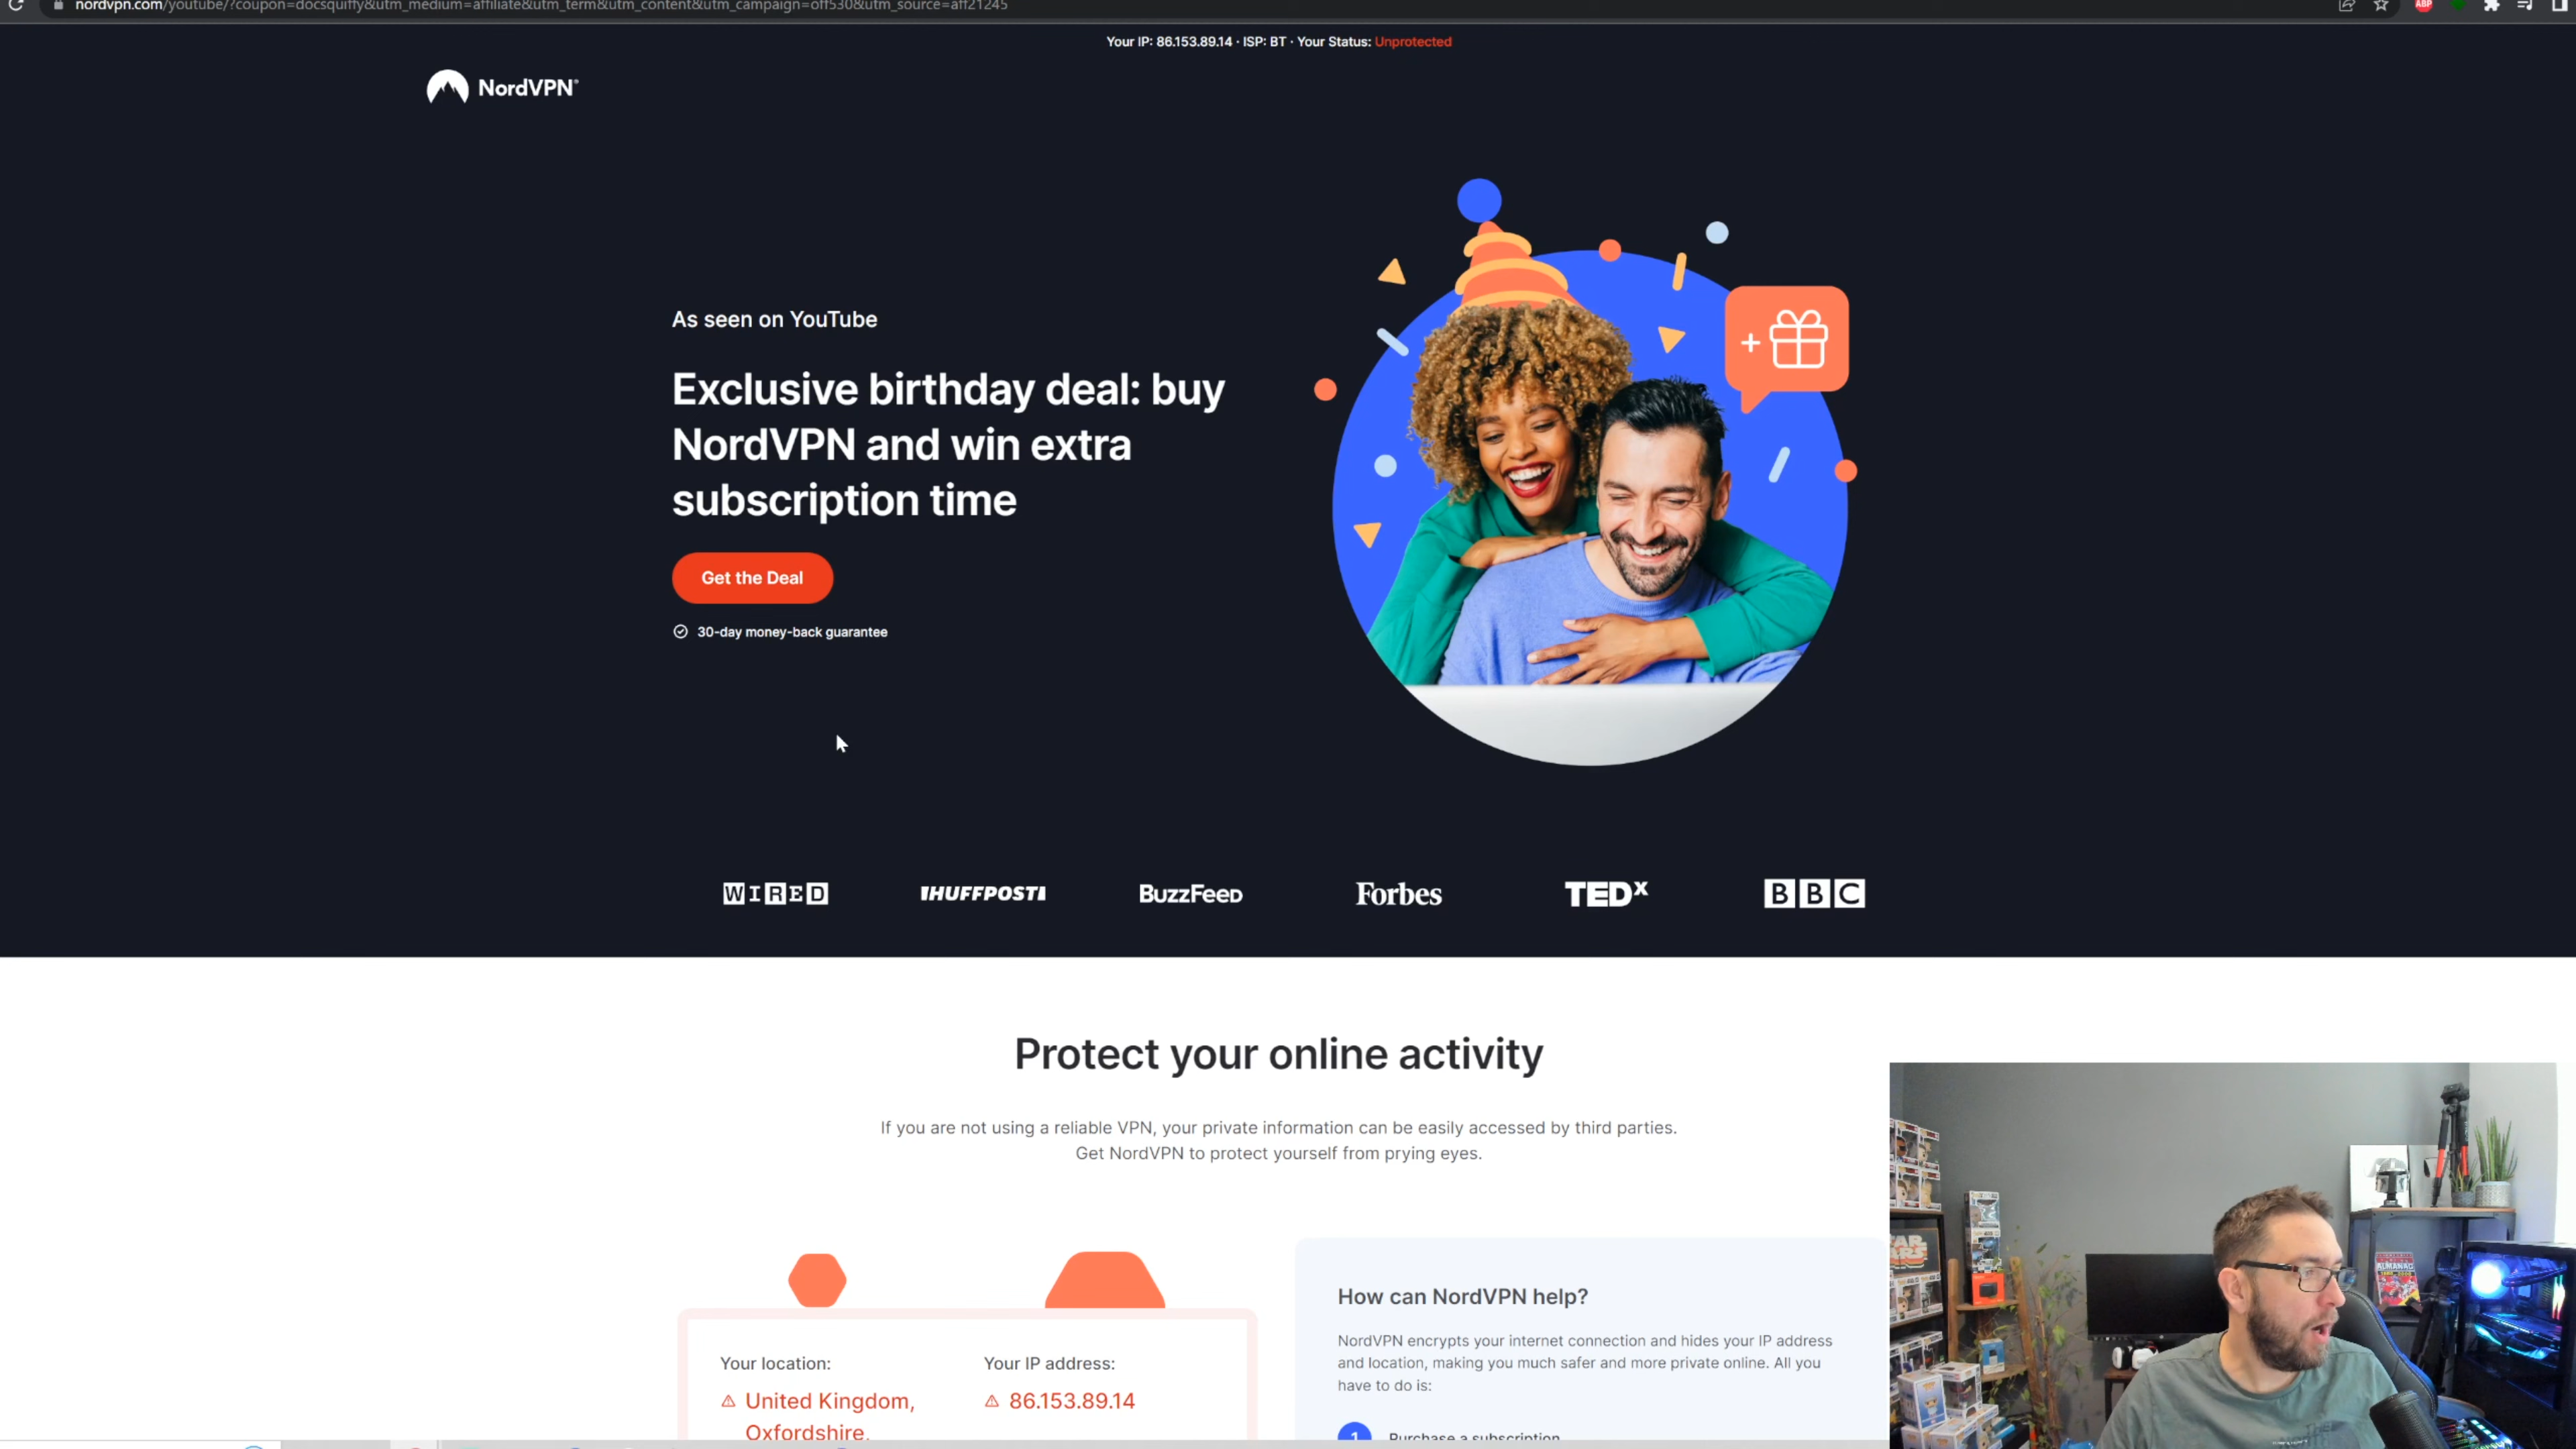 nordvpn.com/youtube/?coupon=docsquiffy&utm_medium=affiliate&utm_term&utm_content&utm_campaign=off530&utm_source=aff21245
ABP
Your IP: 86.153.89.14 · ISP: BT · Your Status: Unprotected
NordVPN®
As seen on YouTube
Exclusive birthday deal: buy
NordVPN and win extra
subscription time
+
Get the Deal
30-day money-back guarantee
WIRED
HUFFPOST
BuzzFeed
Forbes
TEDx
BBC
Protect your online activity
If you are not using a reliable VPN, your private information can be easily accessed by third parties.
Get NordVPN to protect yourself from prying eyes.
Your location:
United Kingdom,
Oxfordshire,
Your IP address:
86.153.89.14
How can NordVPN help?
NordVPN encrypts your internet connection and hides your IP address
and location, making you much safer and more private online. All you
have to do is:
1 Purchase a subscription
ALMANAC